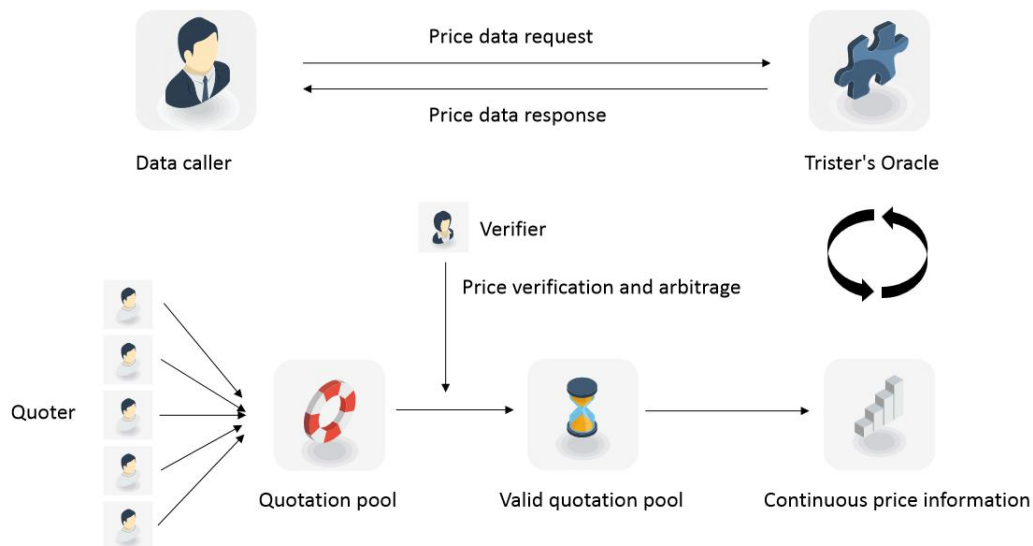 Price data request
Price data response
Data caller
Trister's Oracle
Verifier
Price verification and arbitrage
Quoter
Quotation pool
Valid quotation pool
Continuous price information